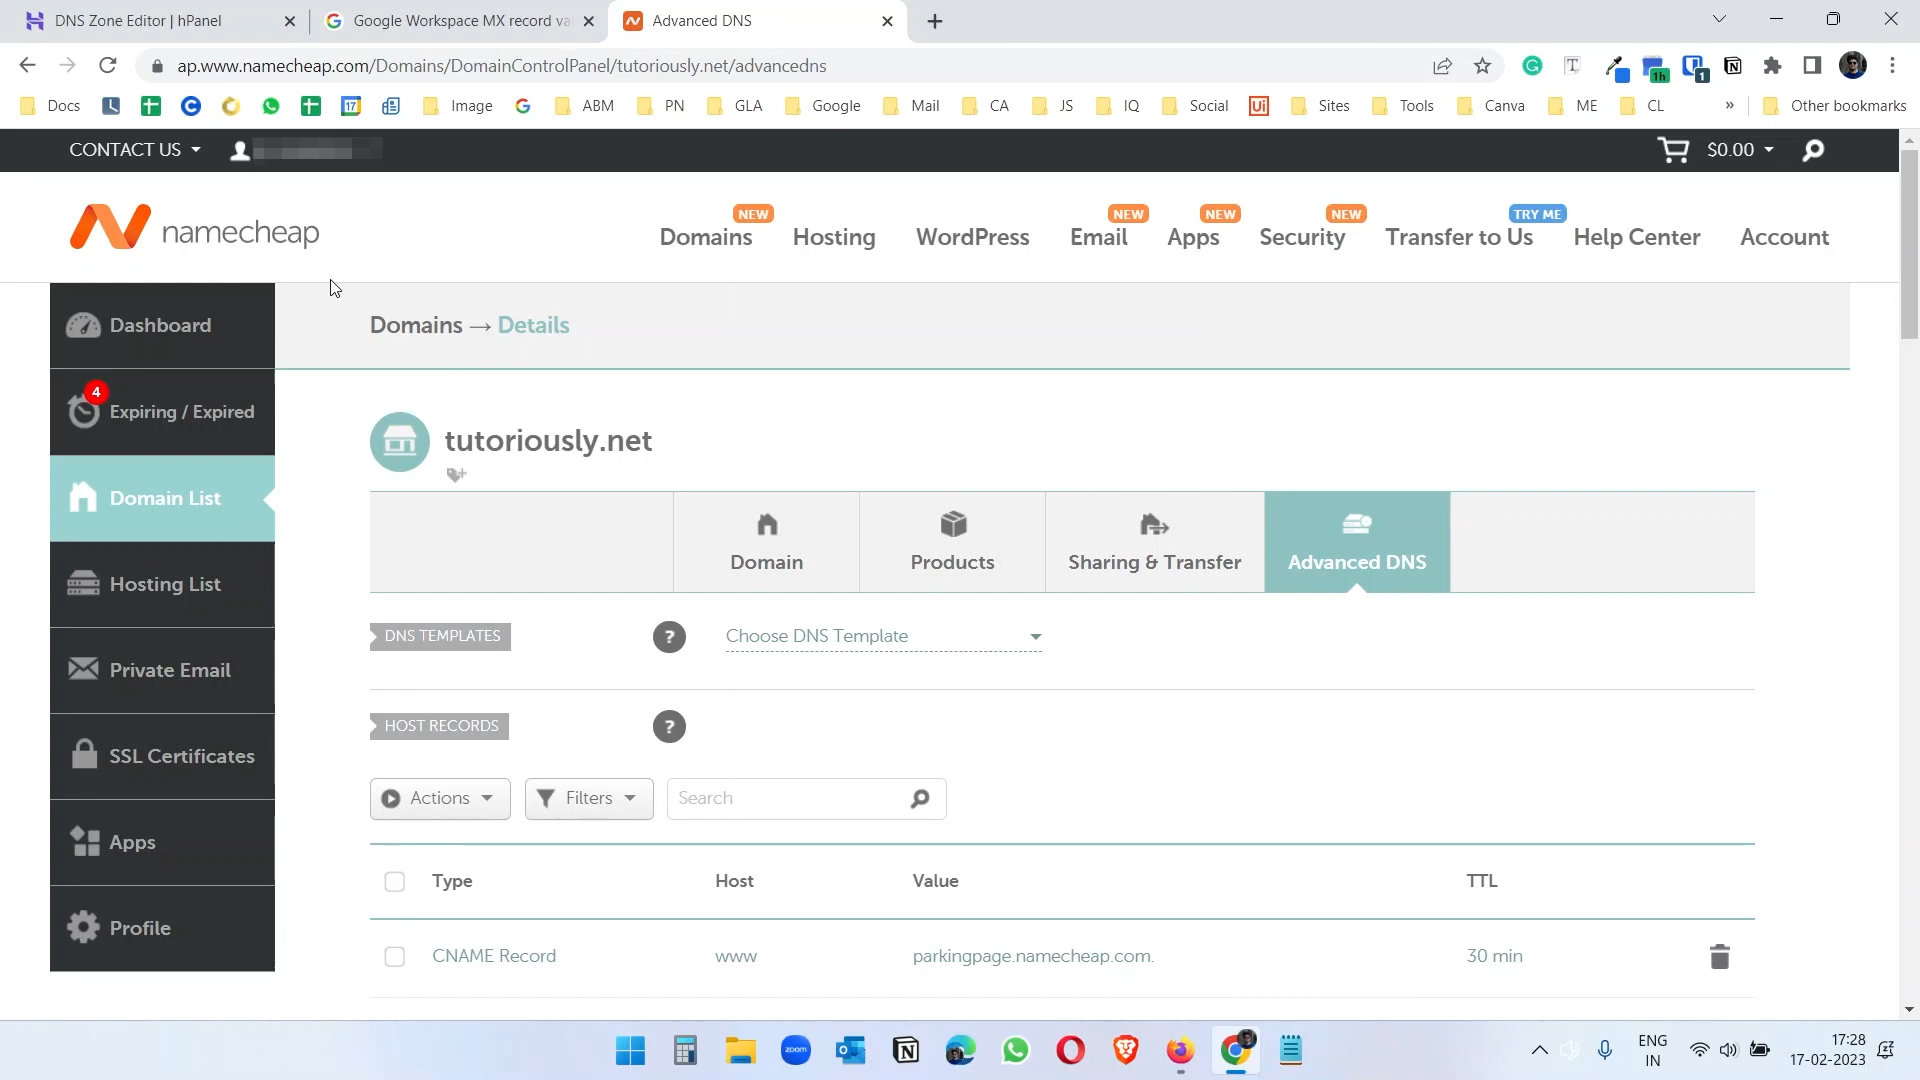 DNS Zone Editor | hPanel
Google Workspace MX record va
Advanced DNS
ap.www.namecheap.com/Domains/DomainControlPanel/tutoriously.net/advancedns
1h
1
Docs
17
Image
ABM
PN
GLA
Google
Mail
CA
JS
IQ
Social
Ui
Sites
Tools
Canva
ME
CL
»
Other bookmarks
CONTACT US
$0.00
namecheap
NEW
Domains
Hosting
WordPress
NEW
Email
NEW
Apps
NEW
Security
TRY ME
Transfer to Us
Help Center
Account
Dashboard
4
Expiring / Expired
Domain List
Hosting List
Private Email
SSL Certificates
Apps
Profile
Domains → Details
tutoriously.net
Domain
Products
Sharing & Transfer
Advanced DNS
DNS TEMPLATES
?
Choose DNS Template
HOST RECORDS
?
Actions
Filters
Search
Type Host Value TTL
CNAME Record www parkingpage.namecheap.com. 30 min
zoom
ENG
IN
17:28
17-02-2023